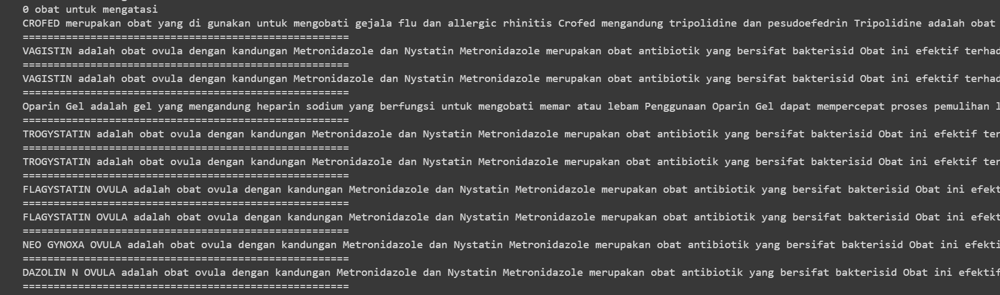 0 obat untuk mengatasi
CROFED merupakan obat yang di gunakan untuk mengobati gejala flu dan allergic rhinitis Crofed mengandung tripolidine dan pesudoefedrin Tripolidine adalah obat
=====================================================
VAGISTIN adalah obat ovula dengan kandungan Metronidazole dan Nystatin Metronidazole merupakan obat antibiotik yang bersifat bakterisid Obat ini efektif terhad
=====================================================
VAGISTIN adalah obat ovula dengan kandungan Metronidazole dan Nystatin Metronidazole merupakan obat antibiotik yang bersifat bakterisid Obat ini efektif terhad
=====================================================
Oparin Gel adalah gel yang mengandung heparin sodium yang berfungsi untuk mengobati memar atau lebam Penggunaan Oparin Gel dapat mempercepat proses pemulihan l
=====================================================
TROGYSTATIN adalah obat ovula dengan kandungan Metronidazole dan Nystatin Metronidazole merupakan obat antibiotik yang bersifat bakterisid Obat ini efektif ter
=====================================================
TROGYSTATIN adalah obat ovula dengan kandungan Metronidazole dan Nystatin Metronidazole merupakan obat antibiotik yang bersifat bakterisid Obat ini efektif ter
=====================================================
FLAGYSTATIN OVULA adalah obat ovula dengan kandungan Metronidazole dan Nystatin Metronidazole merupakan obat antibiotik yang bersifat bakterisid Obat ini efekt
=====================================================
FLAGYSTATIN OVULA adalah obat ovula dengan kandungan Metronidazole dan Nystatin Metronidazole merupakan obat antibiotik yang bersifat bakterisid Obat ini efekt
=====================================================
NEO GYNOXA OVULA adalah obat ovula dengan kandungan Metronidazole dan Nystatin Metronidazole merupakan obat antibiotik yang bersifat bakterisid Obat ini efekti
=====================================================
DAZOLIN N OVULA adalah obat ovula dengan kandungan Metronidazole dan Nystatin Metronidazole merupakan obat antibiotik yang bersifat bakterisid Obat ini efektif
=====================================================